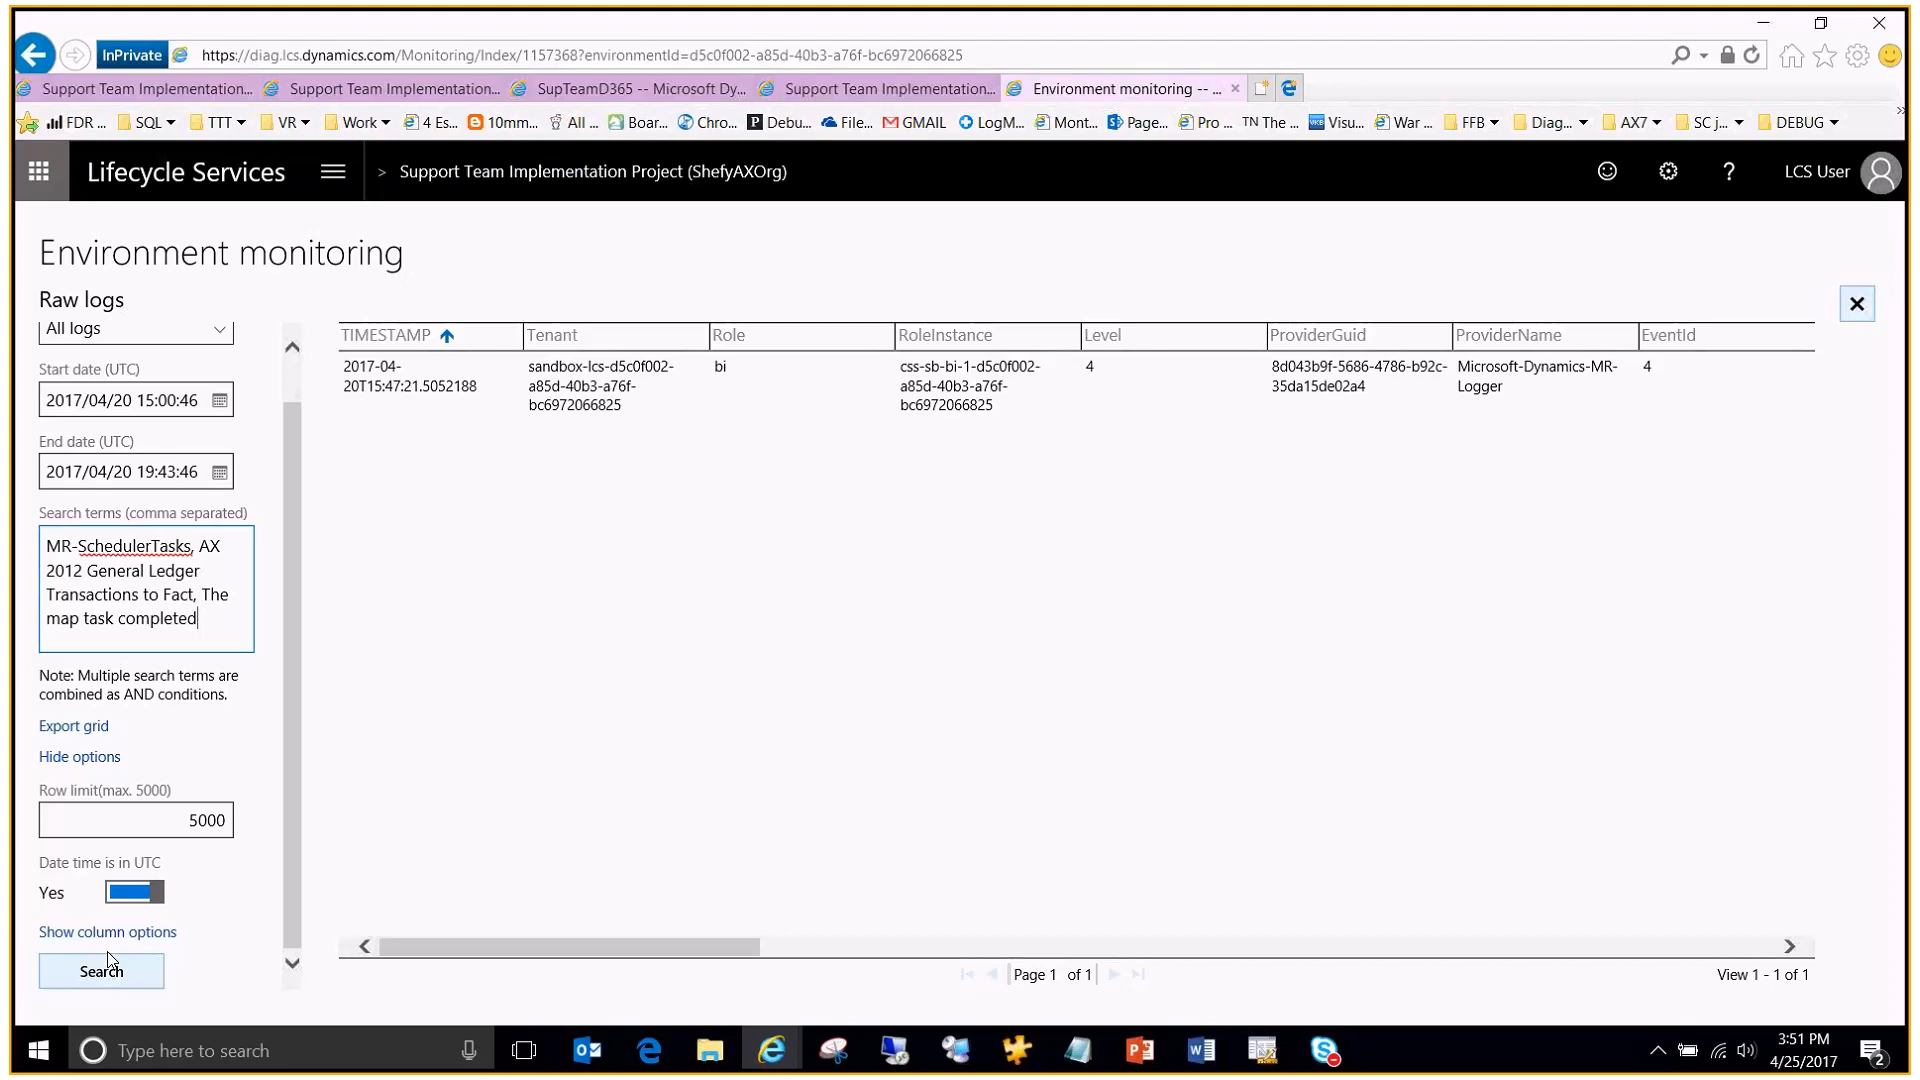 InPrivate
https://diag.lcs.dynamics.com/Monitoring/Index/1157368?environmentId=d5c0f002-a85d-40b3-a76f-bc6972066825
Support Team Implementation...
Support Team Implementation...
SupTeamD365 -- Microsoft Dy...
Support Team Implementation...
Environment monitoring -- ...
FDR ...
SQL
TTT
VR
Work
4 Es...
10mm...
All ...
Boar...
Chro...
Debu...
File...
GMAIL
LogM...
Mont...
Page...
Pro ...
TN The ...
Visu...
War ...
FFB
Diag...
AX7
SC j...
DEBUG
Lifecycle Services
> Support Team Implementation Project (ShefyAXOrg)
?
LCS User
Environment monitoring
Raw logs
All logs
Start date (UTC)
2017/04/20 15:00:46
End date (UTC)
2017/04/20 19:43:46
Search terms (comma separated)
MR-SchedulerTasks, AX
2012 General Ledger
Transactions to Fact, The
map task completed
Note: Multiple search terms are
combined as AND conditions.
Export grid
Hide options
Row limit(max. 5000)
5000
Date time is in UTC
Yes
Show column options
Search
TIMESTAMP
Tenant
Role
RoleInstance
Level
ProviderGuid
ProviderName
EventId
2017-04-
20T15:47:21.5052188
sandbox-lcs-d5c0f002-
a85d-40b3-a76f-
bc6972066825
bi
css-sb-bi-1-d5c0f002-
a85d-40b3-a76f-
bc6972066825
4
8d043b9f-5686-4786-b92c-
35da15de02a4
Microsoft-Dynamics-MR-
Logger
4
Page 1 of 1
View 1 - 1 of 1
Type here to search
3:51 PM
4/25/2017
2